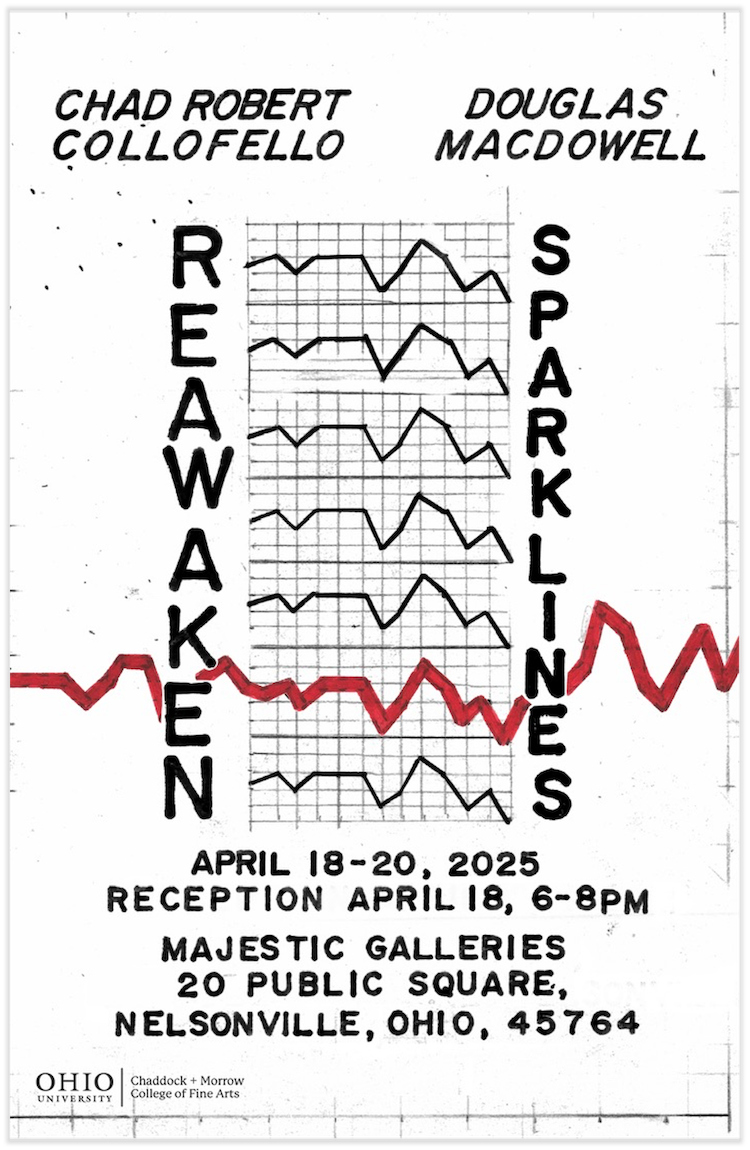 CHAD ROBERT
COLLOFELLO
DOUGLAS
MACDOWELL
REAWAKEN
SPARKLINES
APRIL 18-20, 2025
RECEPTION APRIL 18, 6-8PM
MAJESTIC GALLERIES
20 PUBLIC SQUARE,
NELSONVILLE, OHIO, 45764
OHIO
UNIVERSITY
Chaddock + Morrow
College of Fine Arts